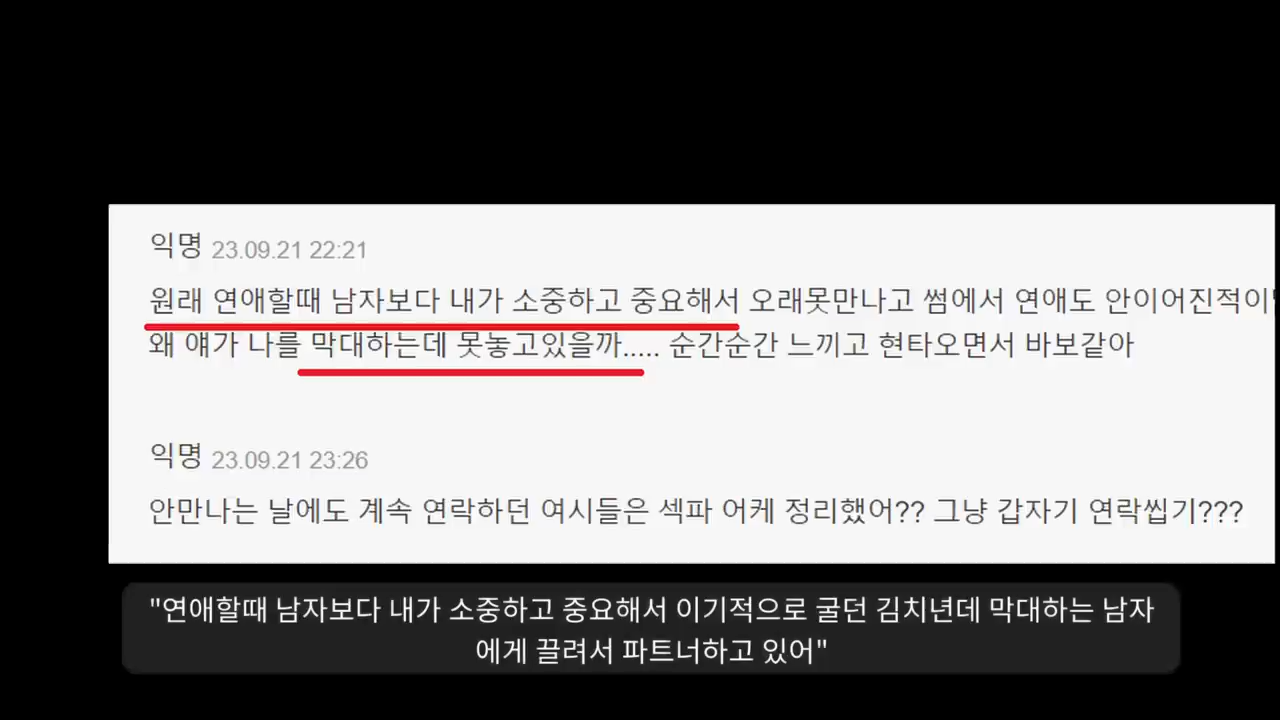 익명 23.09.21 22:21
원래 연애할때 남자보다 내가 소중하고 중요해서 오래못만나고 썸에서 연애도 안이어진적이
왜 얘가 나를 막대하는데 못놓고있을까..... 순간순간 느끼고 현타오면서 바보같아
익명 23.09.21 23:26
안만나는 날에도 계속 연락하던 여시들은 섹파 어케 정리했어?? 그냥 갑자기 연락씹기???
"연애할때 남자보다 내가 소중하고 중요해서 이기적으로 굴던 김치년데 막대하는 남자
에게 끌려서 파트너하고 있어"